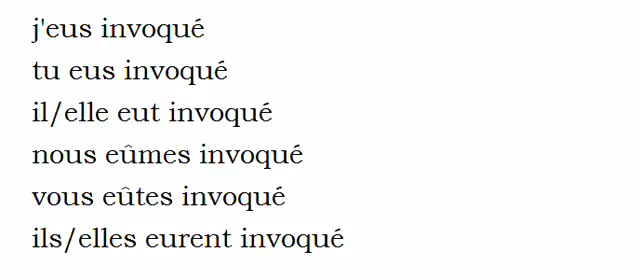 j'eus invoqué
tu eus invoqué
il/elle eut invoqué
nous eûmes invoqué
vous eûtes invoqué
ils/elles eurent invoqué